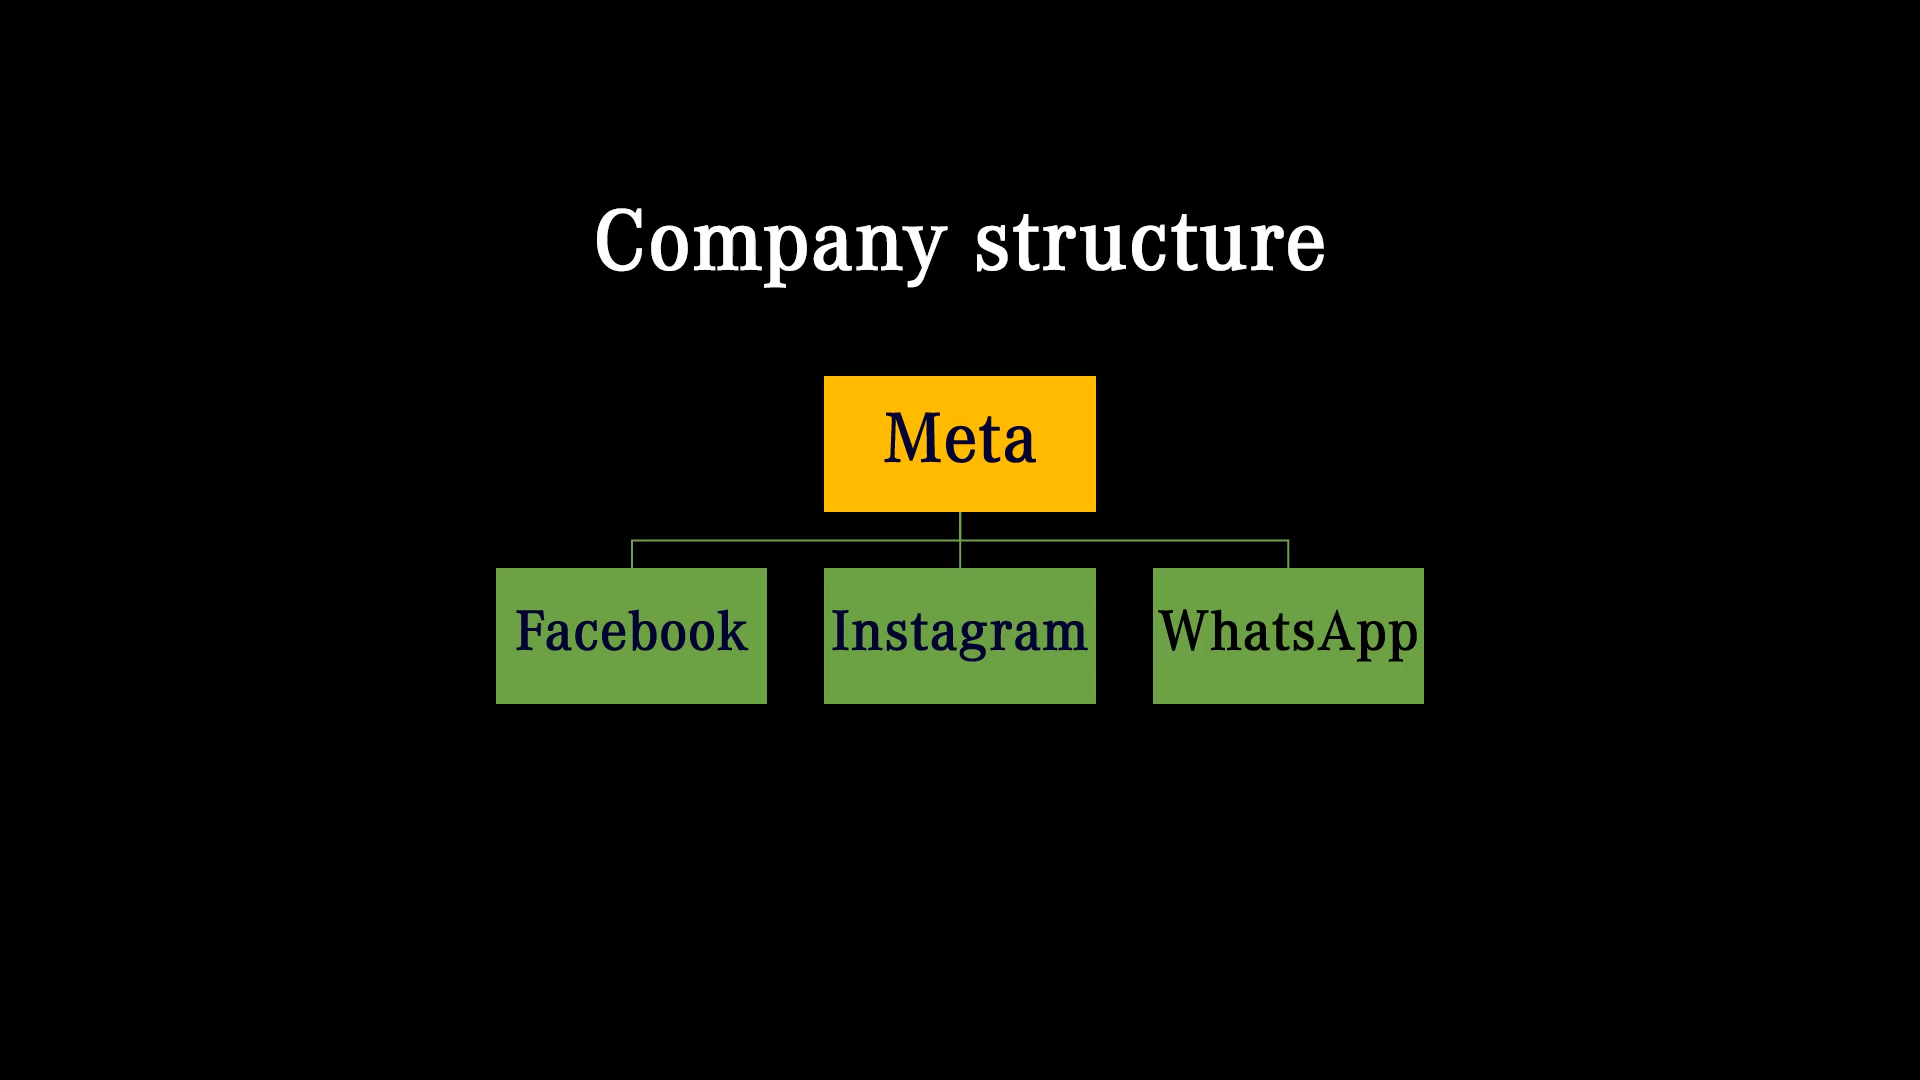 Company structure
Meta
Facebook
Instagram
WhatsApp